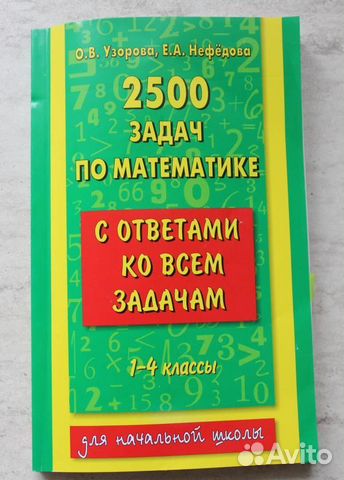 О.В. Узорова, Е.А. Нефёдова
2500
ЗАДАЧ
ПО МАТЕМАТИКЕ
С ОТВЕТАМИ
КО ВСЕМ
ЗАДАЧАМ
1–4 классы
для начальной школы
Avito